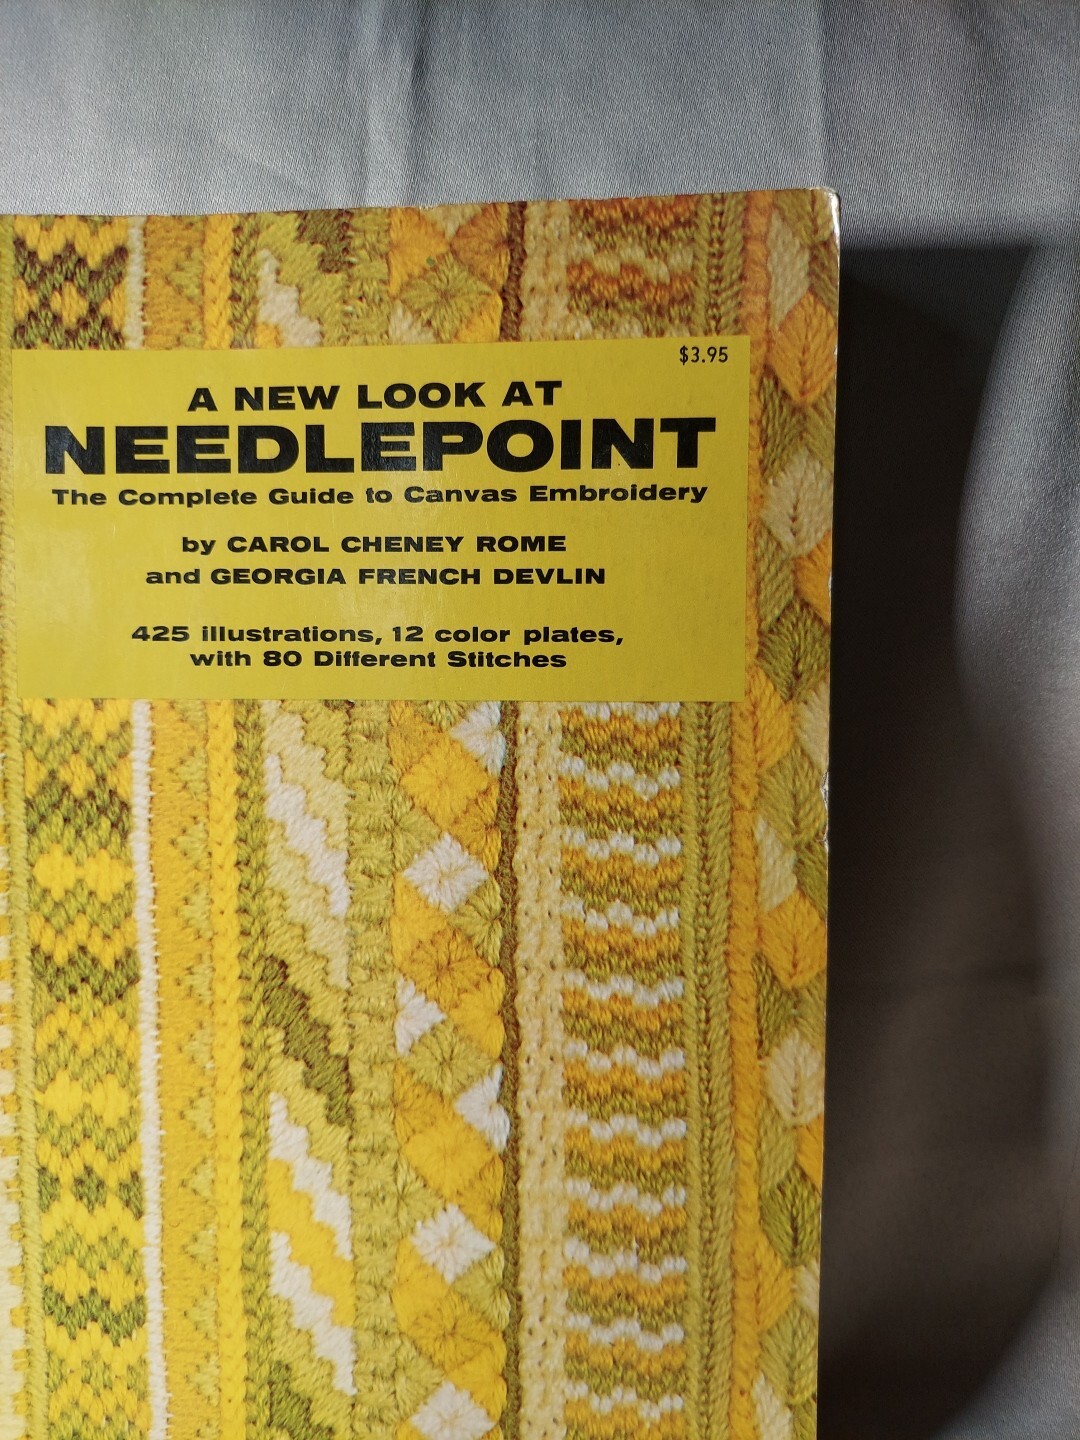 $3.95
A NEW LOOK AT
NEEDLEPOINT
The Complete Guide to Canvas Embroidery
by CAROL CHENEY ROME
and GEORGIA FRENCH DEVLIN
425 illustrations, 12 color plates,
with 80 Different Stitches